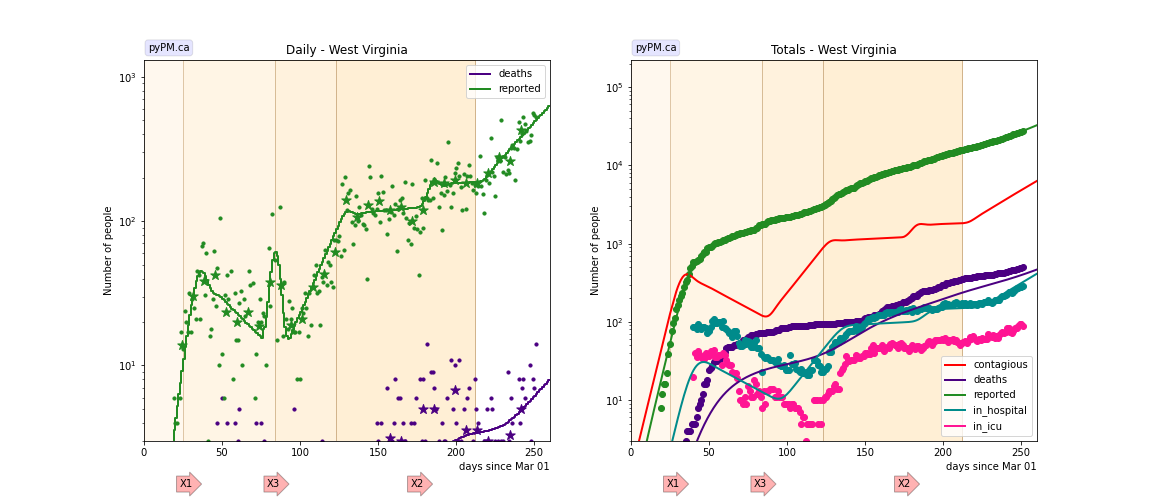 pyPM.ca
Daily - West Virginia
deaths
reported
Number of people
10³
10²
10¹
0 50 100 150 200 250
days since Mar 01
X1 X3 X2
pyPM.ca
Totals - West Virginia
Number of people
10⁵
10⁴
10³
10²
10¹
contagious
deaths
reported
in_hospital
in_icu
0 50 100 150 200 250
days since Mar 01
X1 X3 X2